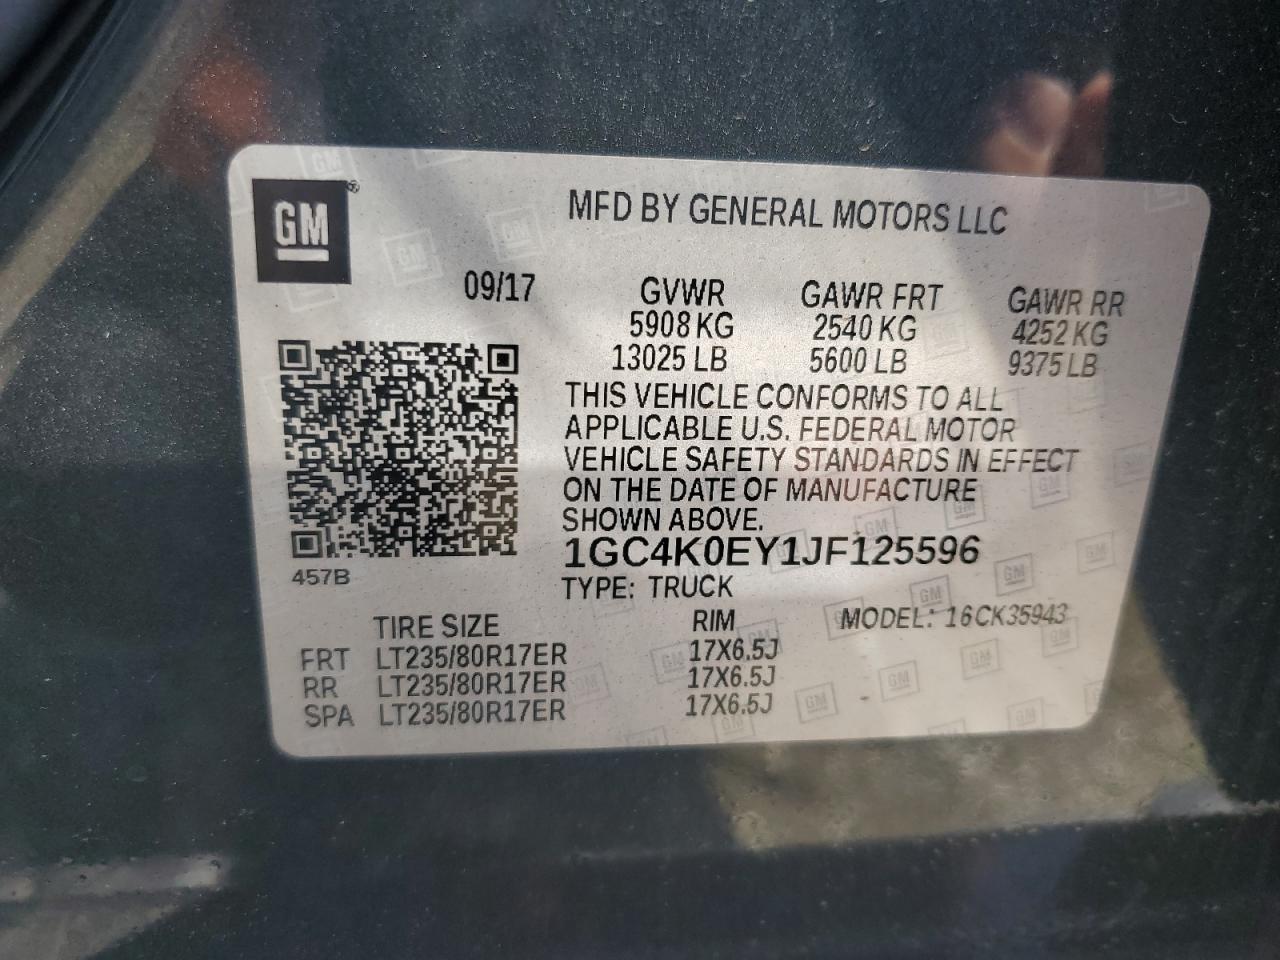 GM®
MFD BY GENERAL MOTORS LLC
09/17
GVWR GAWR FRT GAWR RR
5908 KG 2540 KG 4252 KG
13025 LB 5600 LB 9375 LB
THIS VEHICLE CONFORMS TO ALL
APPLICABLE U.S. FEDERAL MOTOR
VEHICLE SAFETY STANDARDS IN EFFECT
ON THE DATE OF MANUFACTURE
SHOWN ABOVE.
1GC4K0EY1JF125596
457B
TYPE: TRUCK
TIRE SIZE RIM MODEL: 16CK35943
FRT LT235/80R17ER 17X6.5J
RR LT235/80R17ER 17X6.5J
SPA LT235/80R17ER 17X6.5J